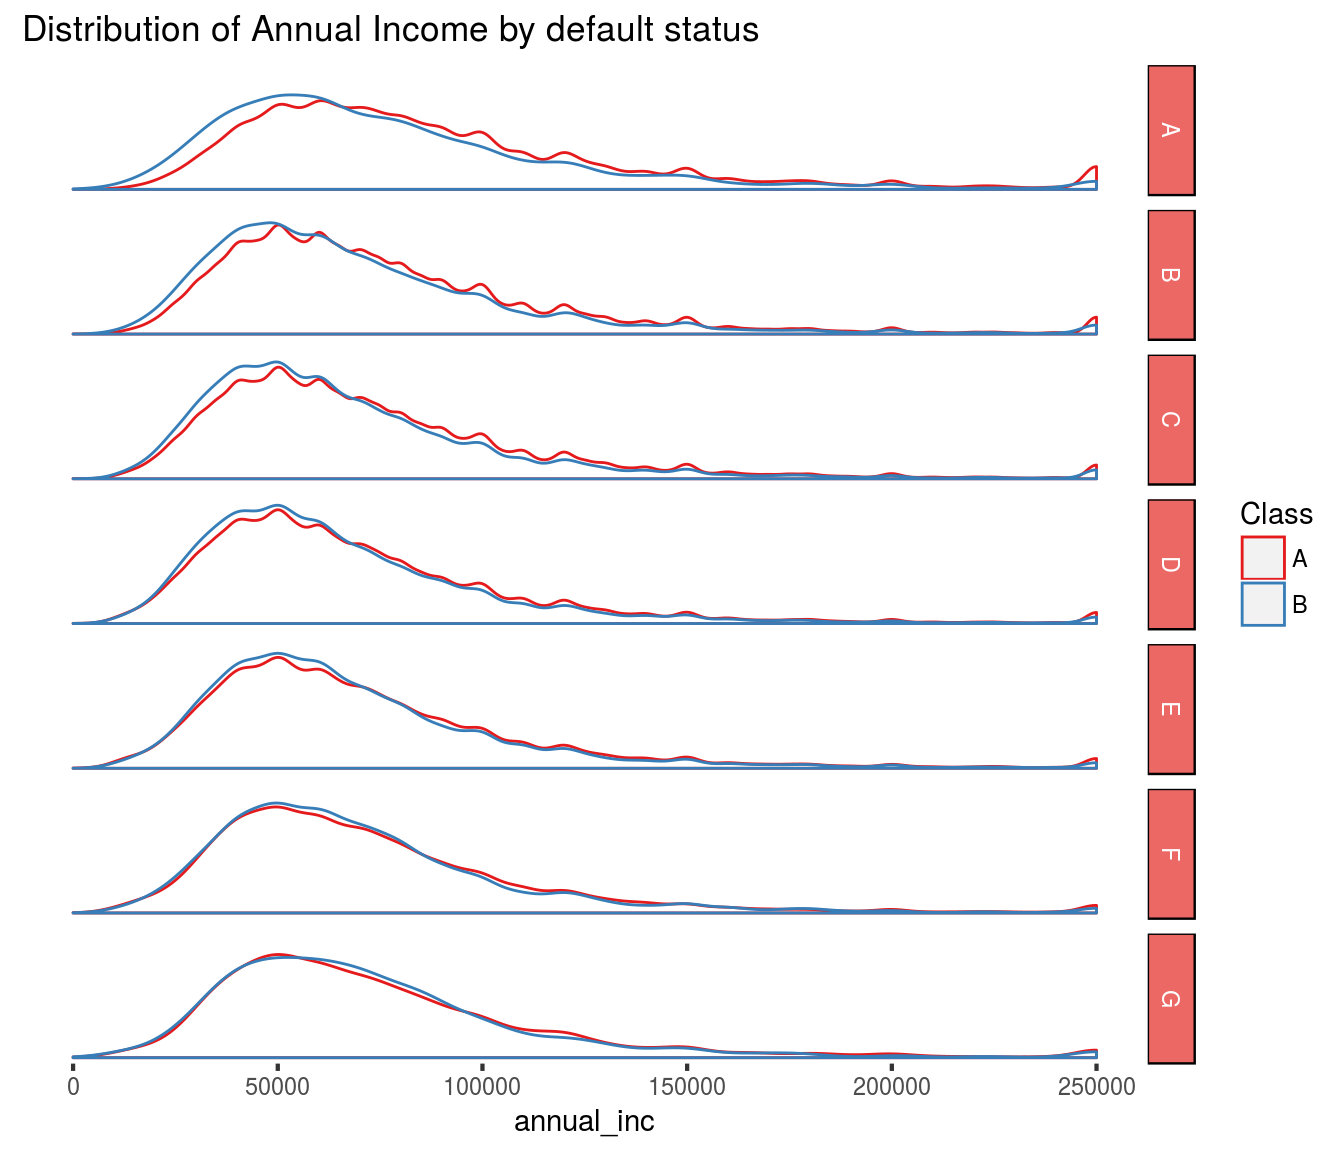 Distribution of Annual Income by default status
A
B
C
D
E
F
G
Class
A
B
0 50000 100000 150000 200000 250000
annual_inc